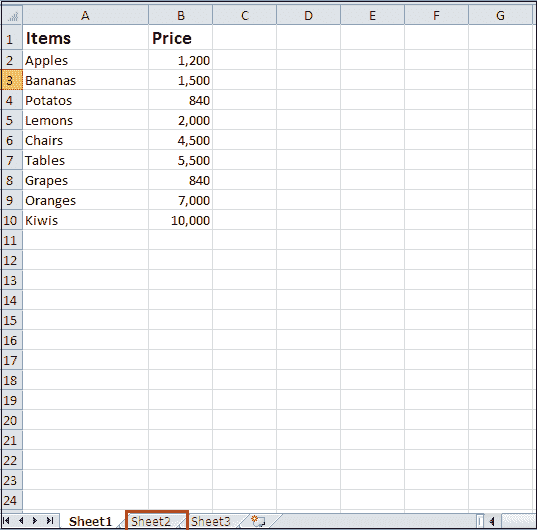 A B C D E F G
1 Items Price
2 Apples 1,200
3 Bananas 1,500
4 Potatos 840
5 Lemons 2,000
6 Chairs 4,500
7 Tables 5,500
8 Grapes 840
9 Oranges 7,000
10 Kiwis 10,000
11
12
13
14
15
16
17
18
19
20
21
22
23
24
Sheet1 Sheet2 Sheet3